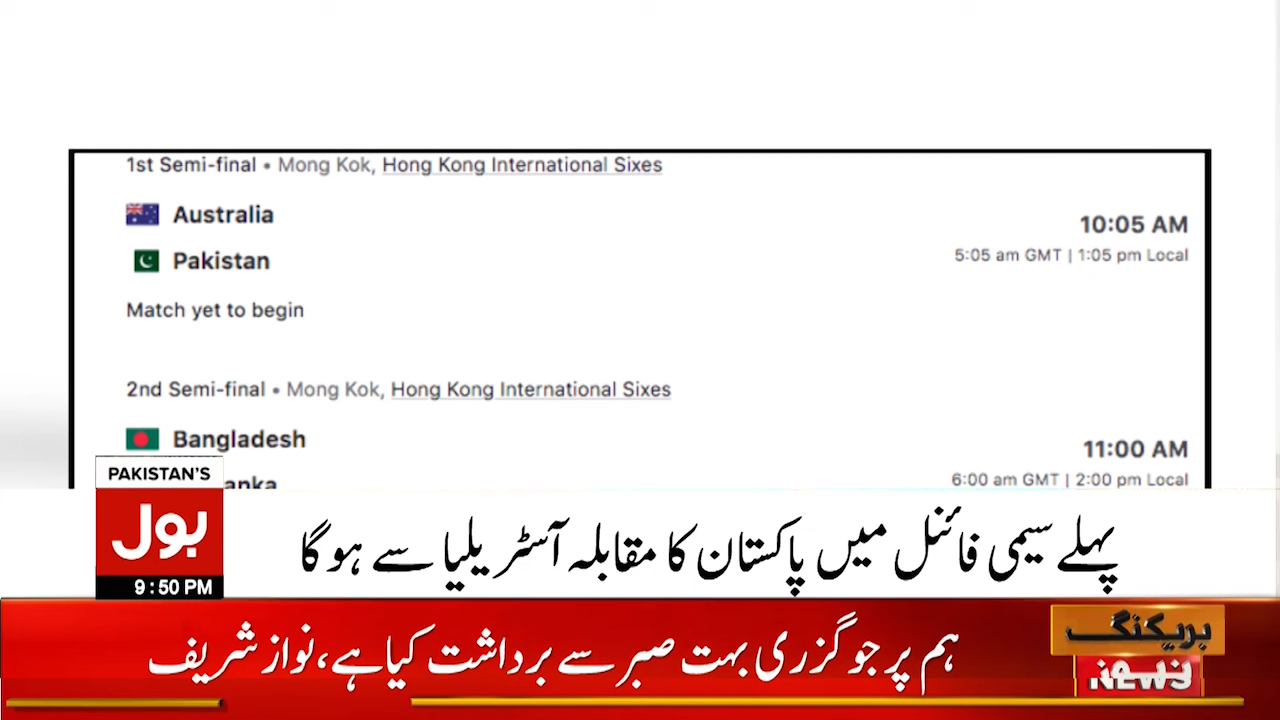 1st Semi-final • Mong Kok, Hong Kong International Sixes
Australia
10:05 AM
Pakistan
5:05 am GMT | 1:05 pm Local
Match yet to begin
2nd Semi-final • Mong Kok, Hong Kong International Sixes
Bangladesh
11:00 AM
6:00 am GMT | 2:00 pm Local
PAKISTAN'S
بول
9:50 PM
پہلے سیمی فائنل میں پاکستان کا مقابلہ آسٹریلیا سے ہو گا
ہم پر جو گزری بہت صبر سے برداشت کیا ہے، نواز شریف
بریکنگ
نیوز
NEWS